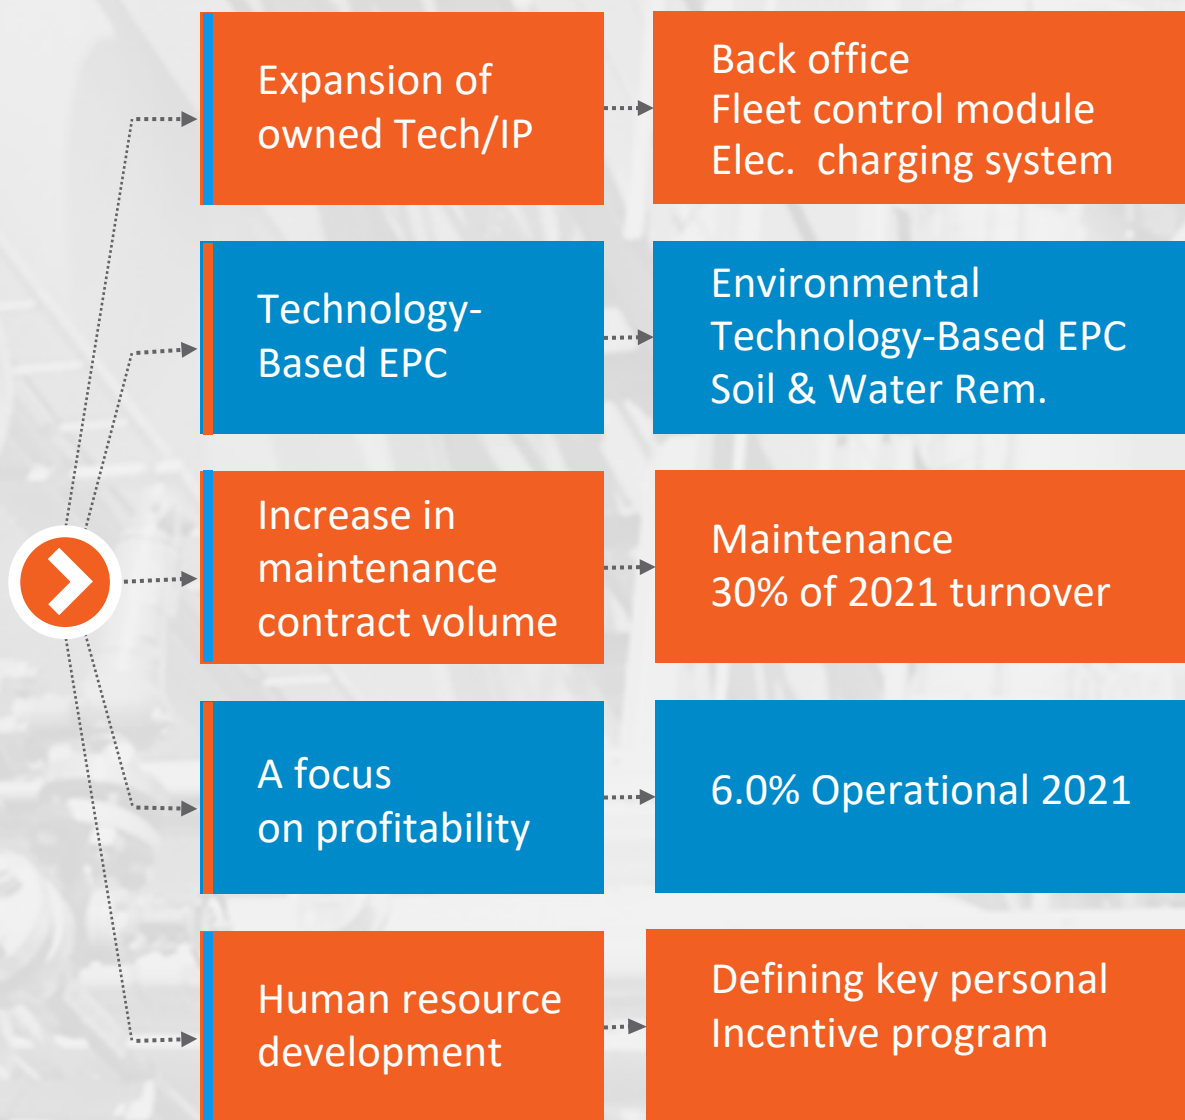 Expansion of
owned Tech/IP
Back office
Fleet control module
Elec.  charging system
Technology-
Based EPC
Environmental
Technology-Based EPC
Soil & Water Rem.
Increase in
maintenance
contract volume
Maintenance
30% of 2021 turnover
A focus
on profitability
6.0% Operational 2021
Human resource
development
Defining key personal
Incentive program